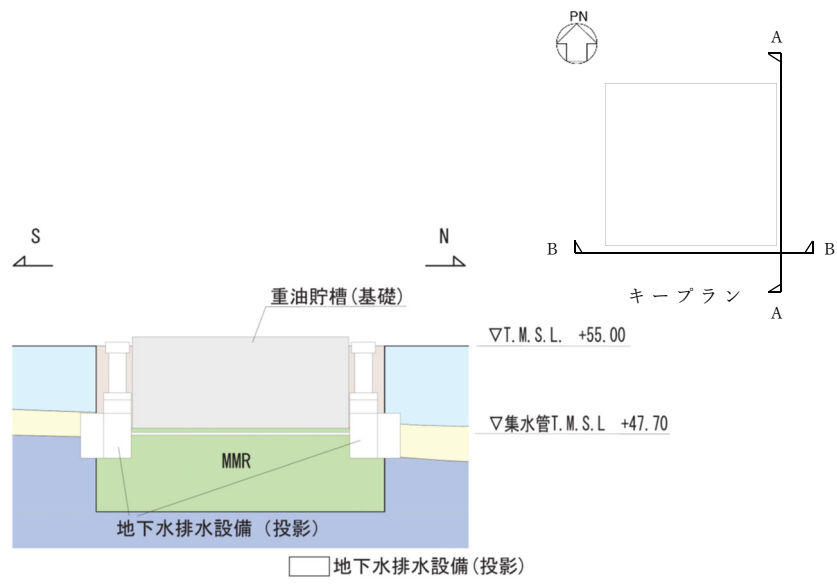 PN
A
B
B
キープラン
A
S
N
重油貯槽(基礎)
▽T.M.S.L. +55.00
▽集水管T.M.S.L +47.70
MMR
地下水排水設備(投影)
地下水排水設備(投影)